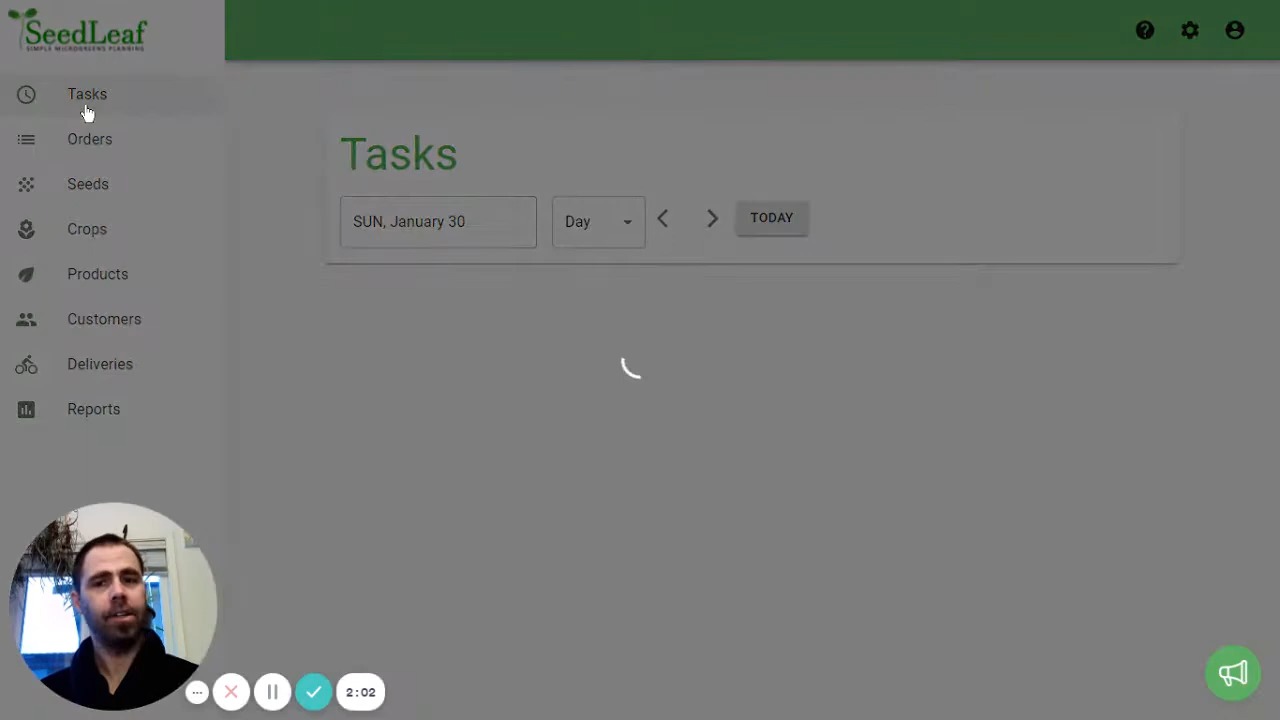 SeedLeaf
SIMPLE MICROGREENS PLANNING
Tasks
Orders
Seeds
Crops
Products
Customers
Deliveries
Reports
Tasks
SUN, January 30
Day
TODAY
2:02